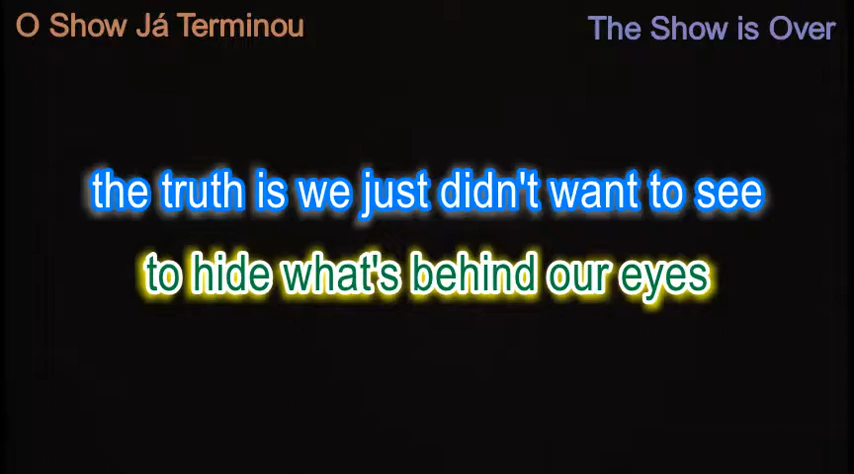 O Show Já Terminou
The Show is Over
the truth is we just didn't want to see
to hide what's behind our eyes